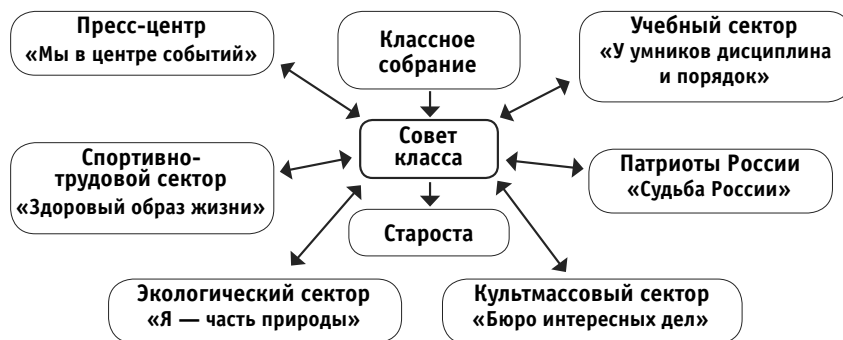 Пресс-центр
«Мы в центре событий»
Классное
собрание
Учебный сектор
«У умников дисциплина
и порядок»
Спортивно-
трудовой сектор
«Здоровый образ жизни»
Совет
класса
Патриоты России
«Судьба России»
Староста
Экологический сектор
«Я — часть природы»
Культмассовый сектор
«Бюро интересных дел»